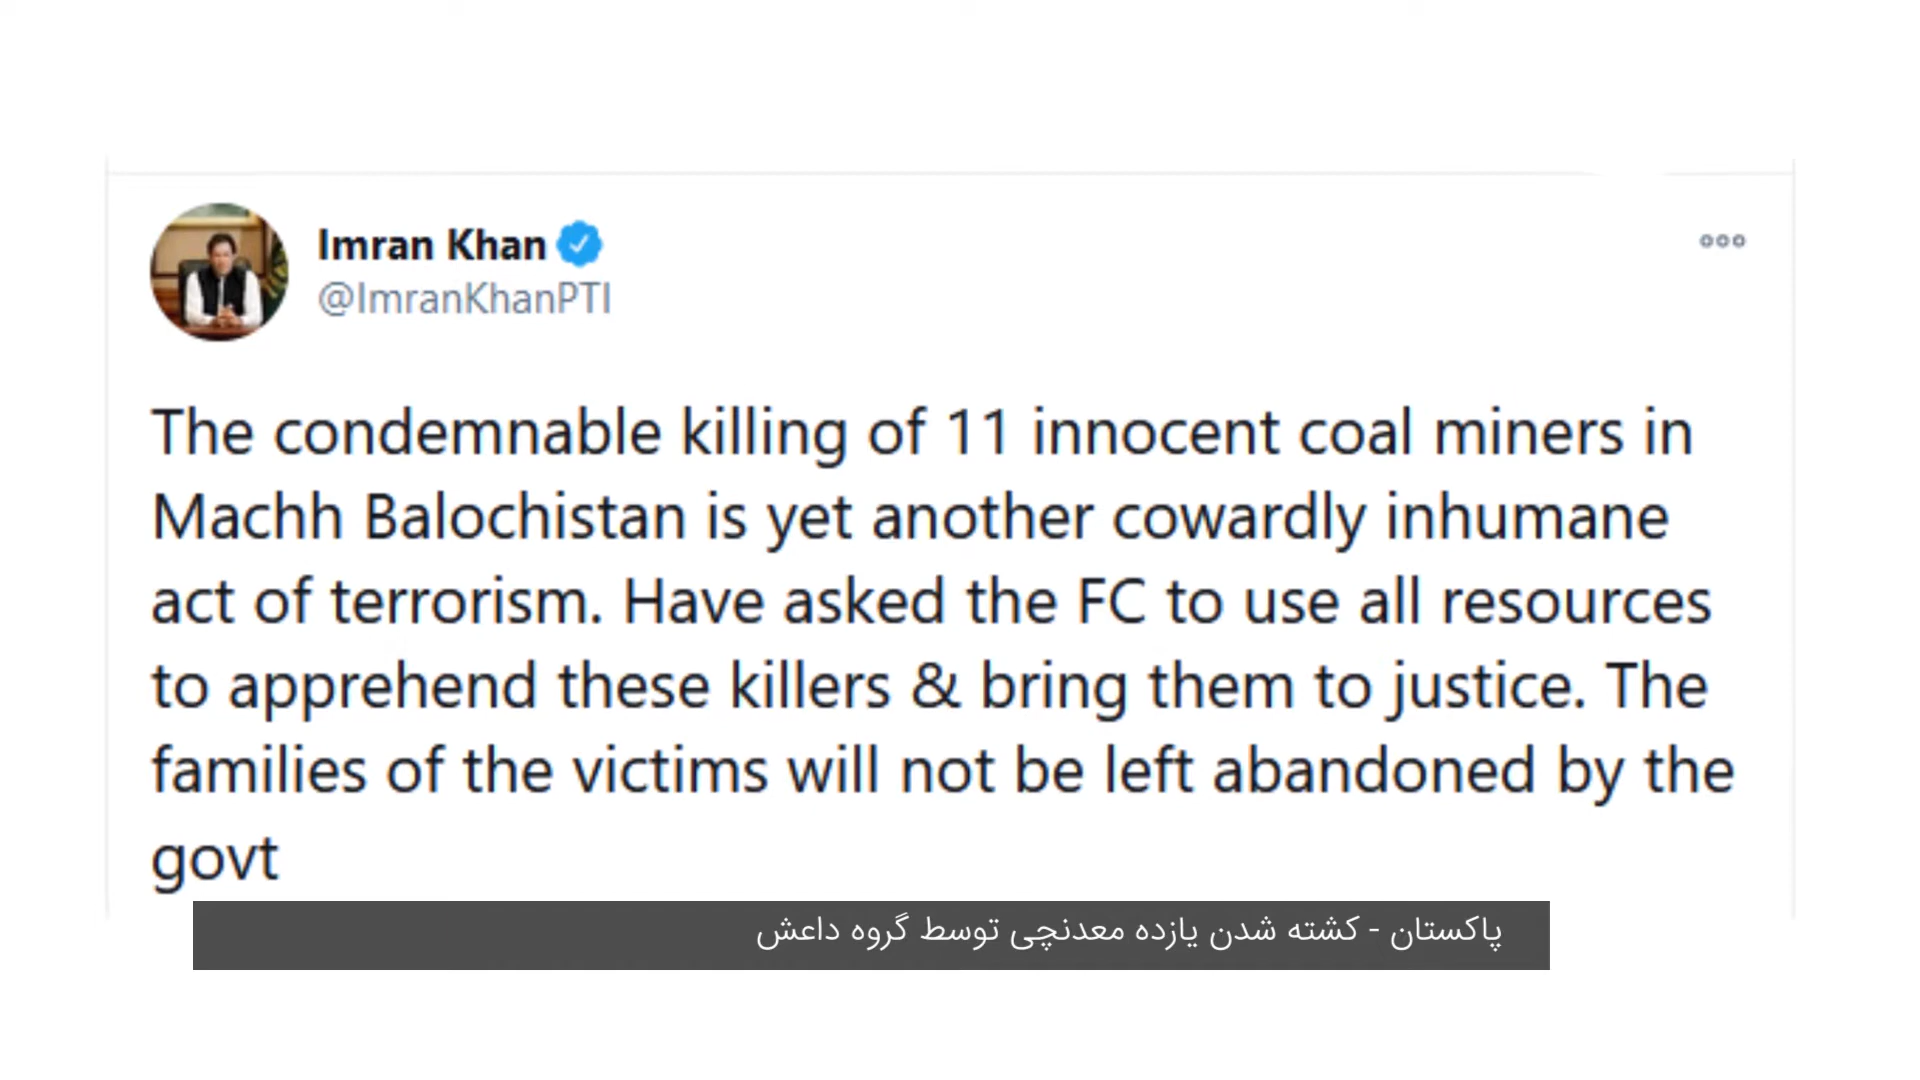 Imran Khan
@ImranKhanPTI
The condemnable killing of 11 innocent coal miners in
Machh Balochistan is yet another cowardly inhumane
act of terrorism. Have asked the FC to use all resources
to apprehend these killers & bring them to justice. The
families of the victims will not be left abandoned by the
govt
پاکستان - کشته شدن یازده معدنچی توسط گروه داعش